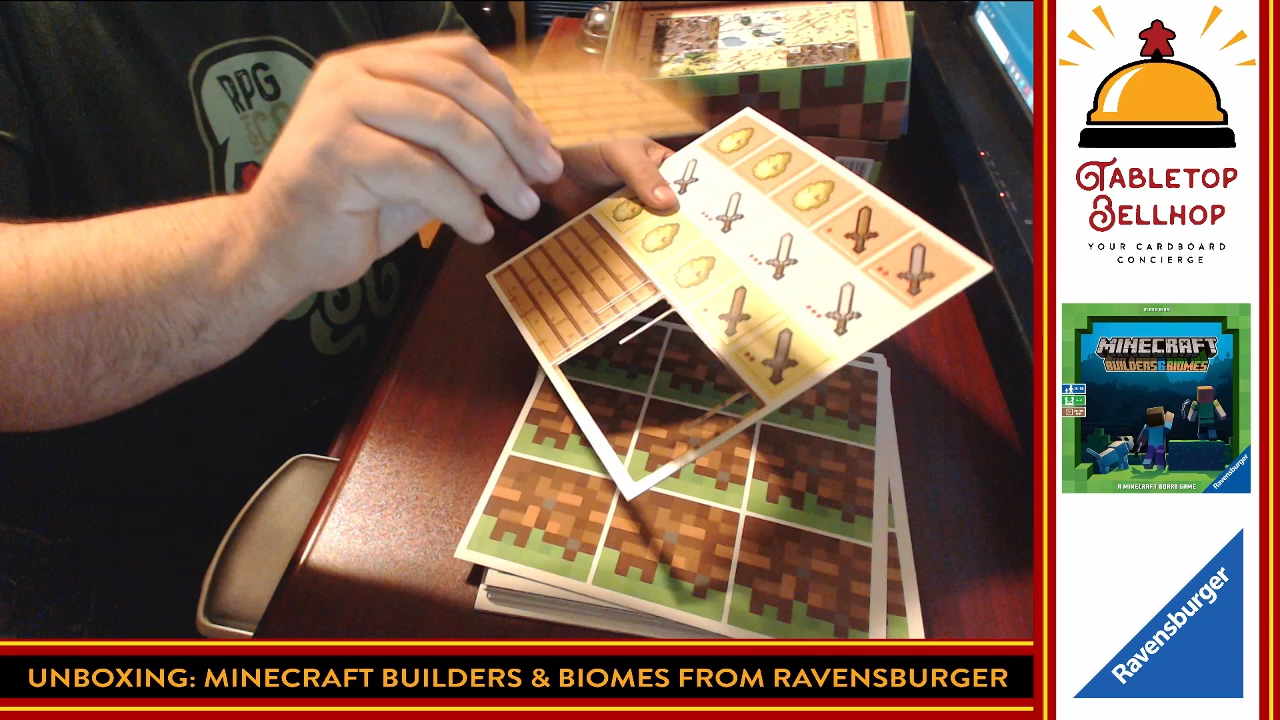 RPG
TABLETOP
BELLHOP
YOUR CARDBOARD
CONCIERGE
MINECRAFT
BUILDERS & BIOMES
A MINECRAFT BOARD GAME
Ravensburger
Ravensburger
UNBOXING: MINECRAFT BUILDERS & BIOMES FROM RAVENSBURGER